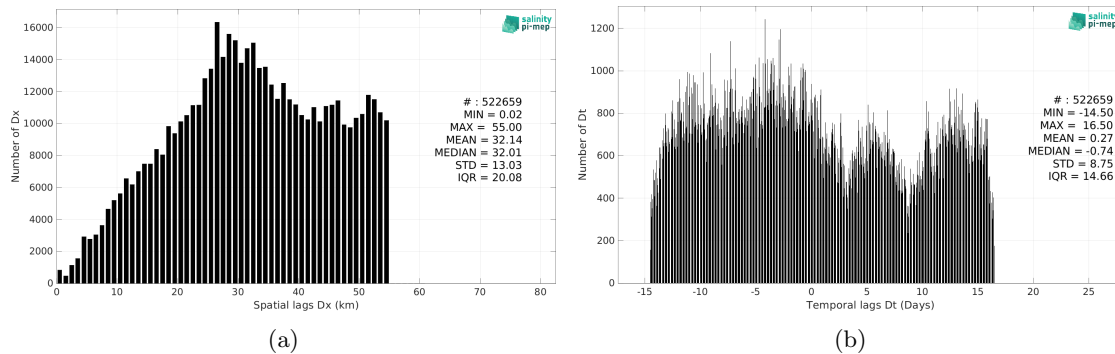 16000
14000
12000
10000
8000
6000
4000
2000
0
Number of Dx
salinity
pi-mep
# : 522659
MIN = 0.02
MAX = 55.00
MEAN = 32.14
MEDIAN = 32.01
STD = 13.03
IQR = 20.08
0 10 20 30 40 50 60 70 80
Spatial lags Dx (km)
(a)
1200
1000
800
600
400
200
0
Number of Dt
salinity
pi-mep
# : 522659
MIN = -14.50
MAX = 16.50
MEAN = 0.27
MEDIAN = -0.74
STD = 8.75
IQR = 14.66
-15 -10 -5 0 5 10 15 20 25
Temporal lags Dt (Days)
(b)